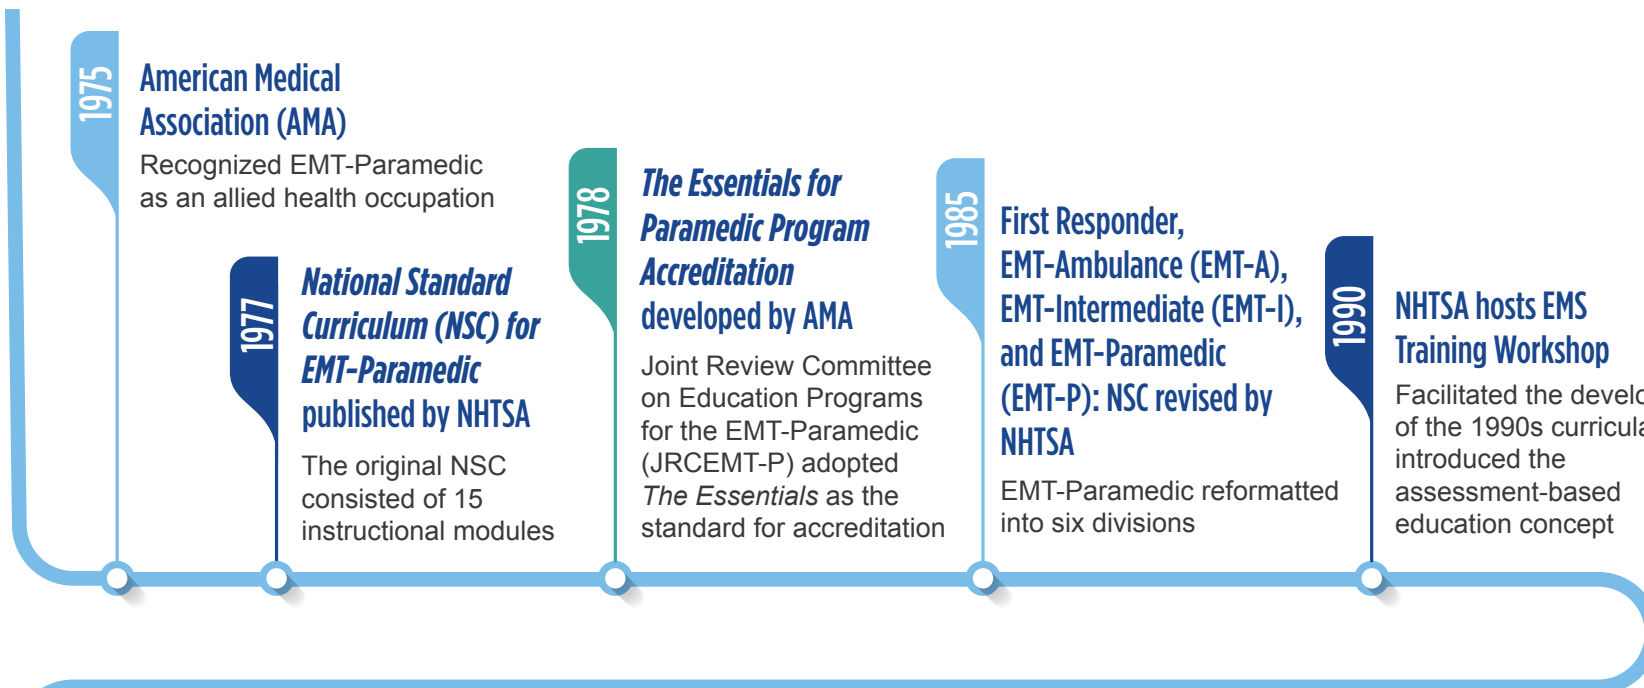 1975
American Medical
Association (AMA)
Recognized EMT-Paramedic
as an allied health occupation
1977
National Standard
Curriculum (NSC) for
EMT-Paramedic
published by NHTSA
The original NSC
consisted of 15
instructional modules
1978
The Essentials for
Paramedic Program
Accreditation
developed by AMA
Joint Review Committee
on Education Programs
for the EMT-Paramedic
(JRCEMT-P) adopted
The Essentials as the
standard for accreditation
1985
First Responder,
EMT-Ambulance (EMT-A),
EMT-Intermediate (EMT-I),
and EMT-Paramedic
(EMT-P): NSC revised by
NHTSA
EMT-Paramedic reformatted
into six divisions
1990
NHTSA hosts EMS
Training Workshop
Facilitated the
of the 1990s curricula
introduced the
assessment-based
education concept